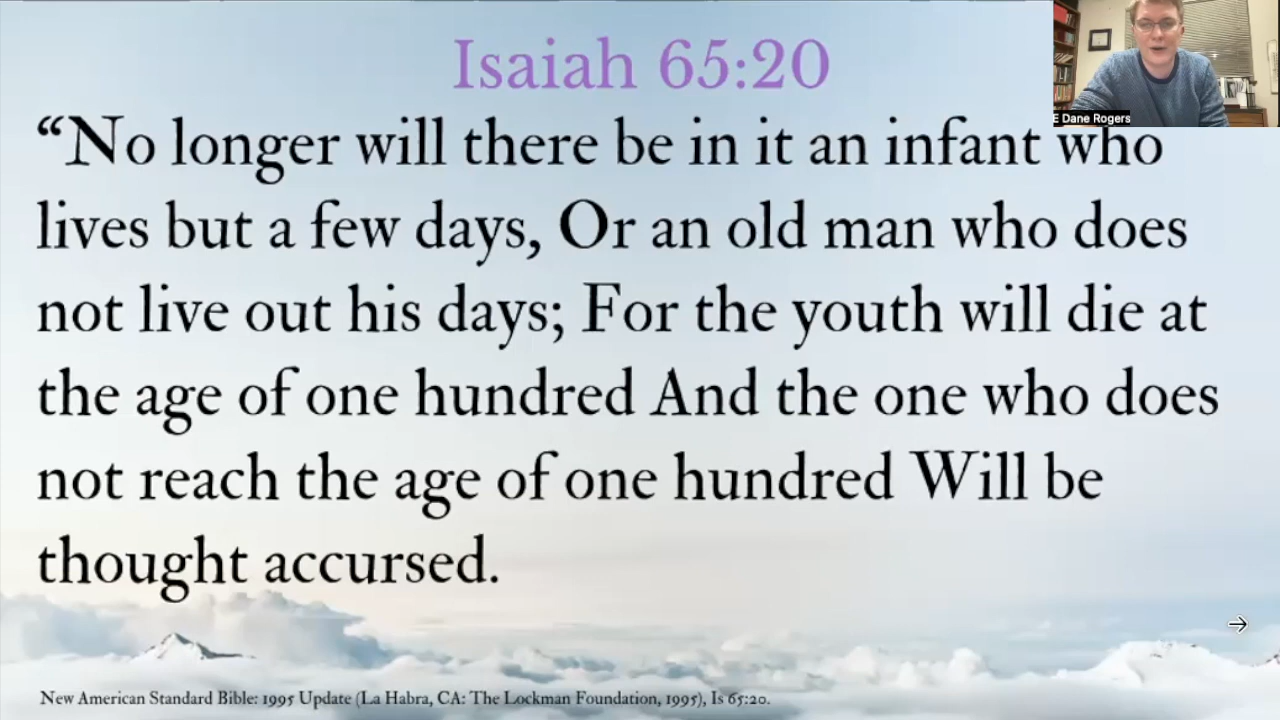 Isaiah 65:20
E Dane Rogers
“No longer will there be in it an infant who
lives but a few days, Or an old man who does
not live out his days; For the youth will die at
the age of one hundred And the one who does
not reach the age of one hundred Will be
thought accursed.
New American Standard Bible: 1995 Update (La Habra, CA: The Lockman Foundation, 1995), Is 65:20.